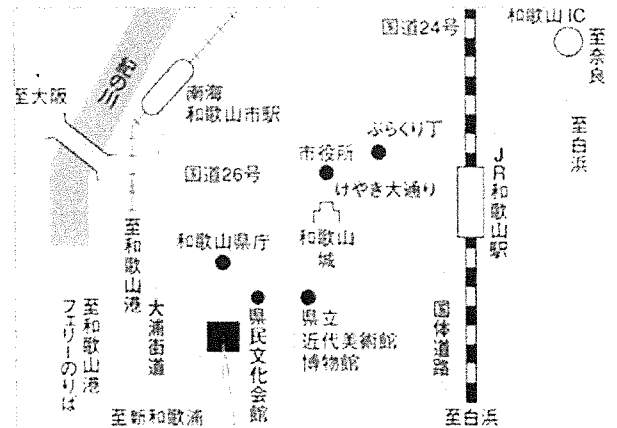 国道24号
和歌山IC
至奈良
至白浜
紀の川
至大阪
南海
和歌山市駅
ぶらくり丁
市役所
国道26号
けやき大通り
JR和歌山駅
至和歌山港
和歌山県庁
和歌山
城
大浦街道
至和歌山港
フェリーのりば
県民文化会館
県立
近代美術館
博物館
国体道路
至新和歌浦
至白浜